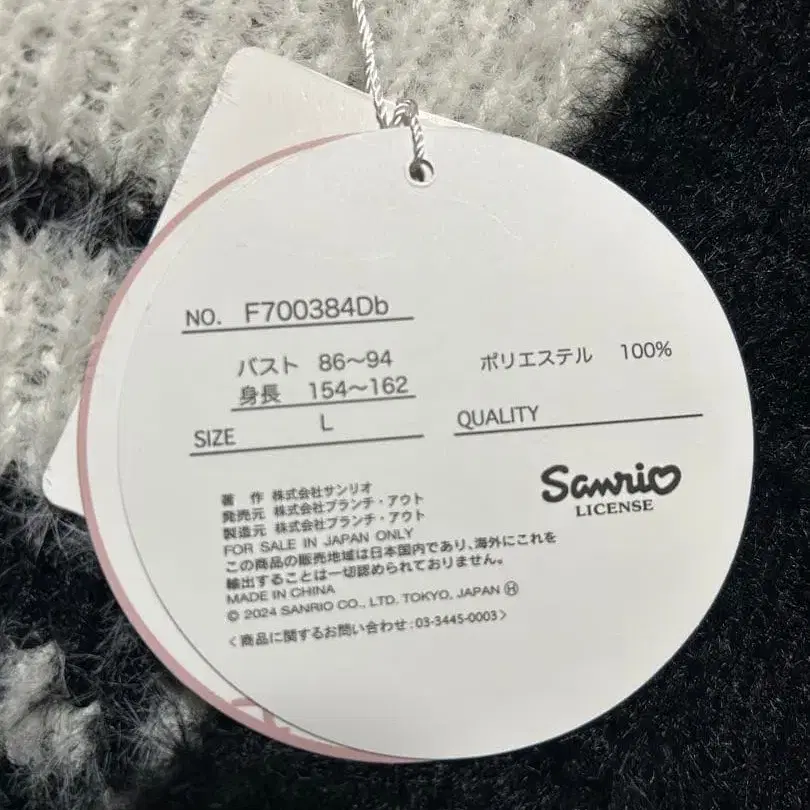 NO. F700384Db
バスト 86～94
身長 154～162
SIZE L
ポリエステル 100%
QUALITY
Sanrio
LICENSE
著 作 株式会社サンリオ
発売元 株式会社ブランチ・アウト
製造元 株式会社ブランチ・アウト
FOR SALE IN JAPAN ONLY
この商品の販売地域は日本国内であり、海外にこれを
輸出することは一切認められておりません。
MADE IN CHINA
© 2024 SANRIO CO., LTD. TOKYO, JAPAN Ⓗ
＜商品に関するお問い合わせ:03-3445-0003＞